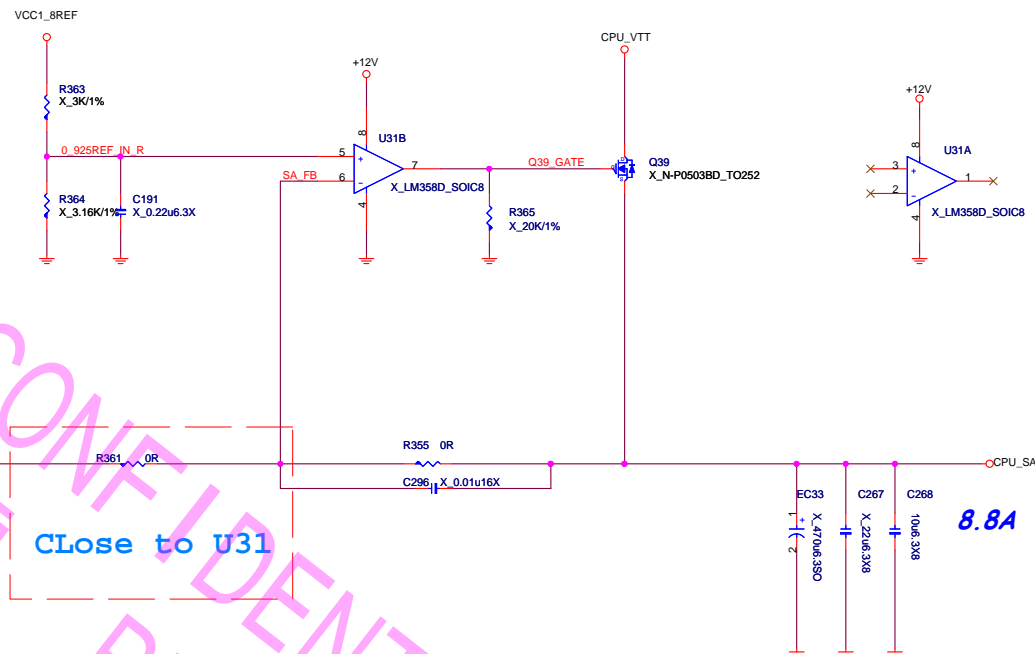 VCC1_8REF
R363
X_3K/1%
0_925REF_IN_R
R364
X_3.16K/1%
C191
X_0.22u6.3X
+12V
8
U31B
5
+
6
-
7
4
SA_FB
X_LM358D_SOIC8
R365
X_20K/1%
Q39_GATE
CPU_VTT
Q39
X_N-P0503BD_TO252
+12V
8
U31A
3
+
2
-
1
4
X_LM358D_SOIC8
R361
0R
R355
0R
C296
X_0.01u16X
CLose to U31
CPU_SA
EC33
1
+
2
X_470u6.3SO
C267
X_22u6.3X8
C268
10u6.3X8
8.8A
CONFIDENT